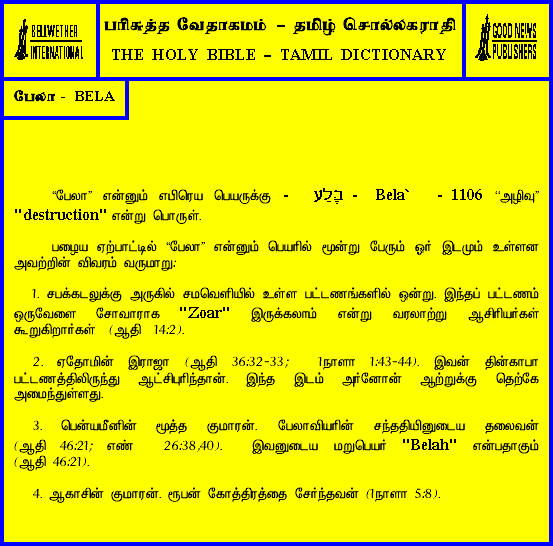 BELLWETHER
INTERNATIONAL
பரிசுத்த வேதாகமம் – தமிழ் சொல்லகராதி
THE HOLY BIBLE – TAMIL DICTIONARY
GOOD NEWS
PUBLISHERS
பேலா - BELA
“பேலா” என்னும் எபிரெய பெயருக்கு - בֶּלַע - Bela` - 1106 “அழிவு”
"destruction" என்று பொருள்.
பழைய ஏற்பாட்டில் “பேலா” என்னும் பெயரில் மூன்று பேரும் ஓர் இடமும் உள்ளன
அவற்றின் விவரம் வருமாறு:
1. சபக்கடலுக்கு அருகில் சமவெளியில் உள்ள பட்டணங்களில் ஒன்று. இந்தப் பட்டணம்
ஒருவேளை சோவாராக "Zoar" இருக்கலாம் என்று வரலாற்று ஆசிரியர்கள்
கூறுகிறார்கள் (ஆதி 14:2).
2. ஏதோமின் இராஜா (ஆதி 36:32-33; 1நாளா 1:43-44). இவன் தின்காபா
பட்டணத்திலிருந்து ஆட்சிபுரிந்தான். இந்த இடம் அர்னோன் ஆற்றுக்கு தெற்கே
அமைந்துள்ளது.
3. பென்யமீனின் மூத்த குமாரன். பேலாவியரின் சந்ததியினுடைய தலைவன்
(ஆதி 46:21; எண் 26:38,40). இவனுடைய மறுபெயர் "Belah" என்பதாகும்
(ஆதி 46:21).
4. ஆகாசின் குமாரன். ரூபன் கோத்திரத்தை சேர்ந்தவன் (1நாளா 5:8).